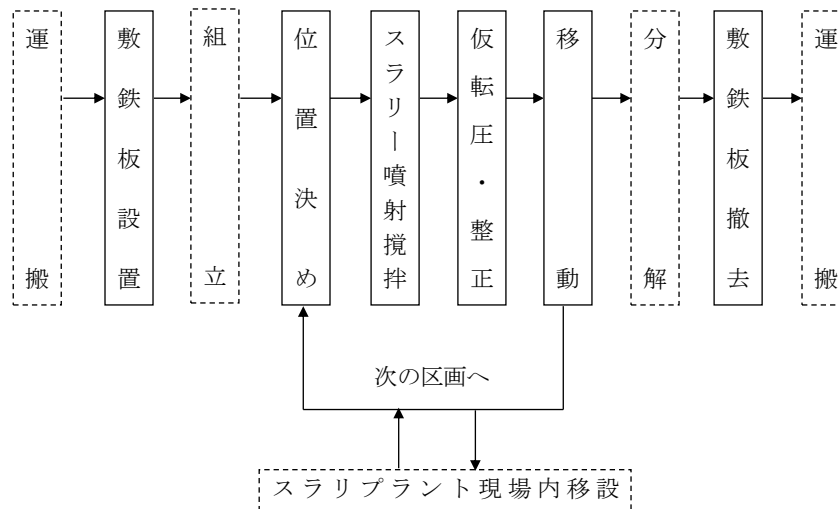 運搬
敷鉄板設置
組立
位置決め
スラリー噴射撹拌
仮転圧・整正
移動
分解
敷鉄板撤去
運搬
次の区画へ
スラリプラント現場内移設